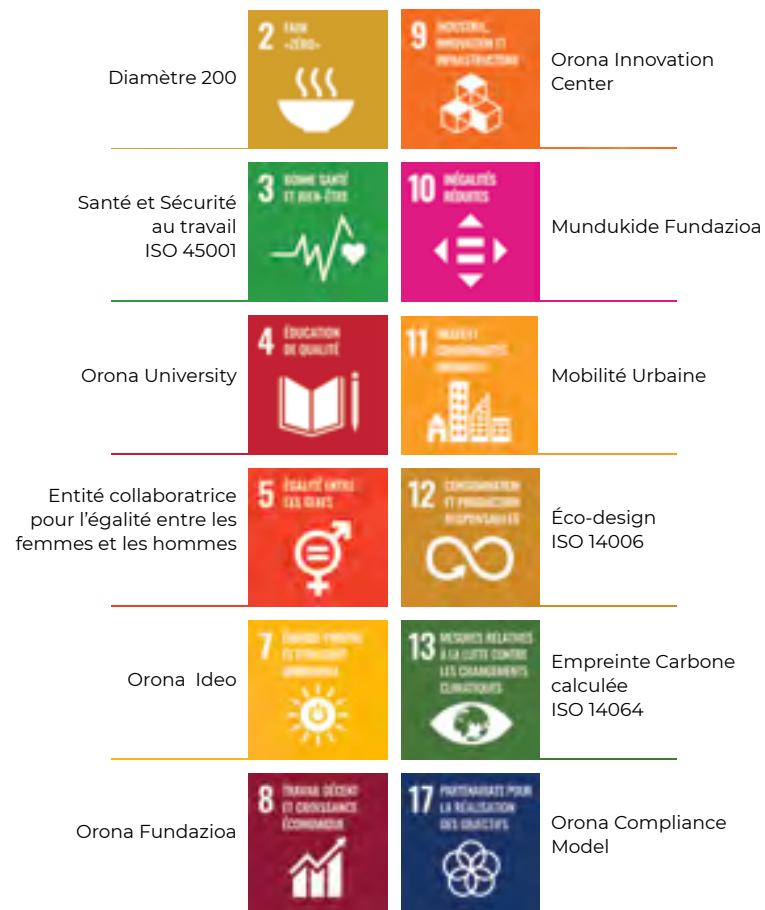 Diamètre 200
2 FAIM
«ZÉRO»
9 INDUSTRIE,
INNOVATION ET
INFRASTRUCTURE
Orona Innovation
Center
Santé et Sécurité
au travail
ISO 45001
3 BONNE SANTÉ
ET BIEN-ÊTRE
10 INÉGALITÉS
RÉDUITES
Mundukide Fundazioa
Orona University
4 ÉDUCATION
DE QUALITÉ
11
Mobilité Urbaine
Entité collaboratrice
pour l’égalité entre les
femmes et les hommes
5 ÉGALITÉ ENTRE
LES SEXES
12 CONSOMMATION
ET PRODUCTION
RESPONSABLES
Éco-design
ISO 14006
Orona Ideo
7
13 MESURES RELATIVES
À LA LUTTE CONTRE
LES CHANGEMENTS
CLIMATIQUES
Empreinte Carbone
calculée
ISO 14064
Orona Fundazioa
8 TRAVAIL DÉCENT
ET CROISSANCE
ÉCONOMIQUE
17 PARTENARIATS POUR
LA RÉALISATION
DES OBJECTIFS
Orona Compliance
Model